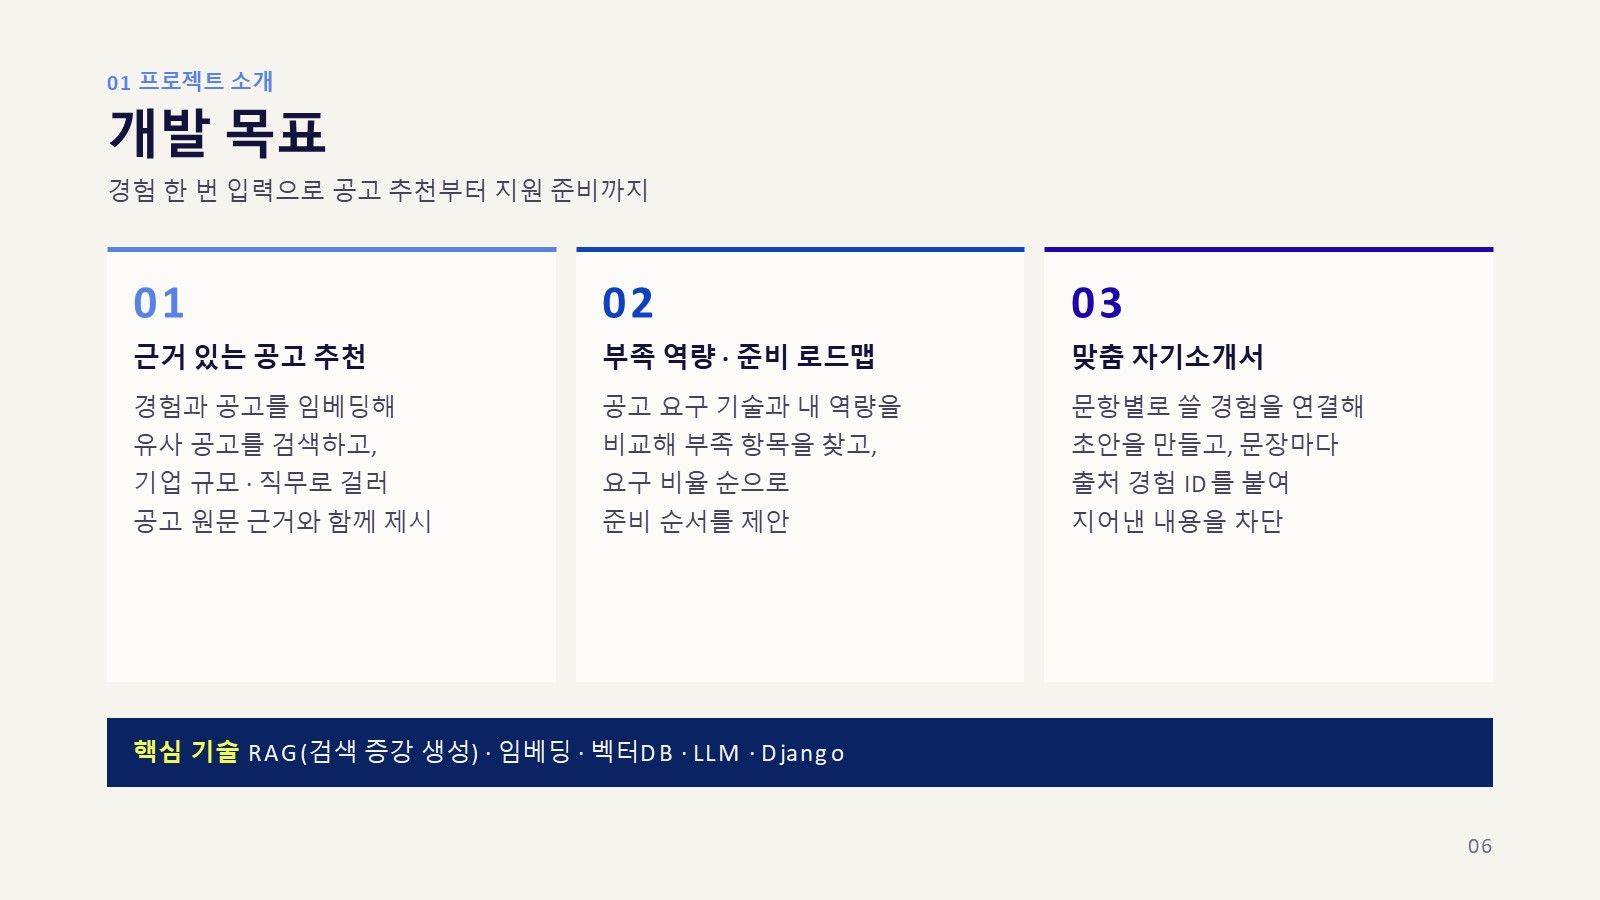 01 프로젝트 소개
개발 목표
경험 한 번 입력으로 공고 추천부터 지원 준비까지
01
근거 있는 공고 추천
경험과 공고를 임베딩해
유사 공고를 검색하고,
기업 규모 · 직무로 걸러
공고 원문 근거와 함께 제시
02
부족 역량 · 준비 로드맵
공고 요구 기술과 내 역량을
비교해 부족 항목을 찾고,
요구 비율 순으로
준비 순서를 제안
03
맞춤 자기소개서
문항별로 쓸 경험을 연결해
초안을 만들고, 문장마다
출처 경험 ID를 붙여
지어낸 내용을 차단
핵심 기술 RAG(검색 증강 생성) · 임베딩 · 벡터DB · LLM · Django
06